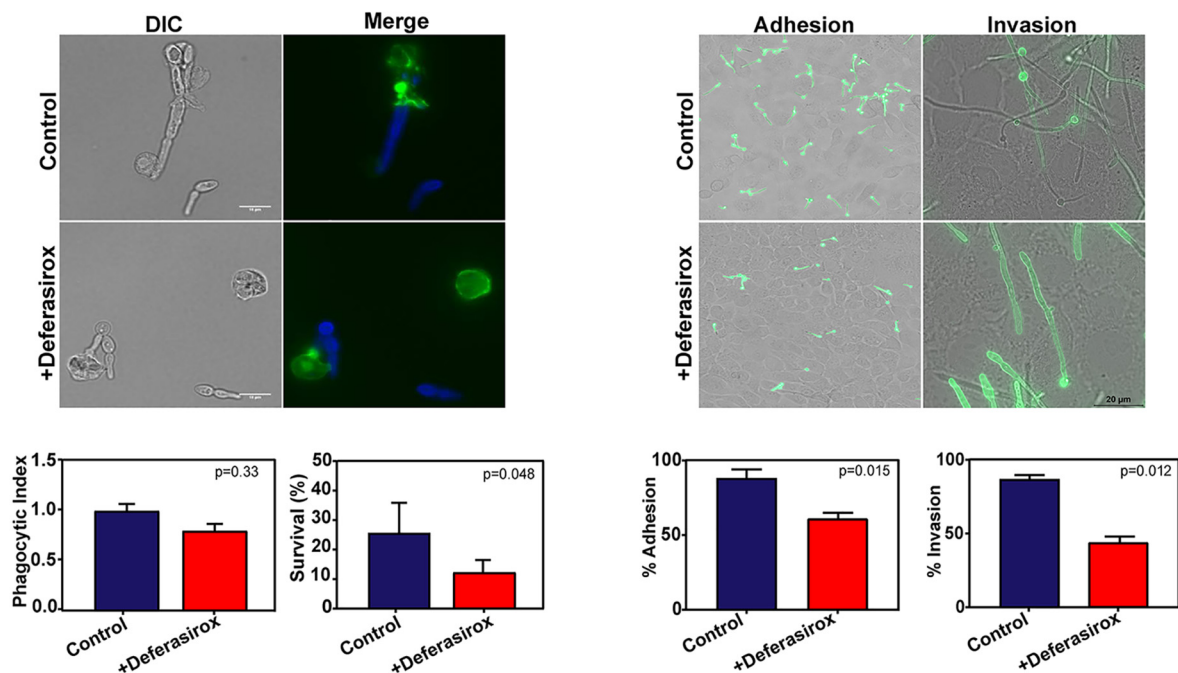 DIC
Merge
Control
+Deferasirox
Adhesion
Invasion
Control
+Deferasirox
20 µm
Phagocytic Index
1.5
1.0
0.5
0.0
p=0.33
Control
+Deferasirox
Survival (%)
50
40
30
20
10
0
p=0.048
Control
+Deferasirox
% Adhesion
100
50
0
p=0.015
Control
+Deferasirox
% Invasion
100
50
0
p=0.012
Control
+Deferasirox